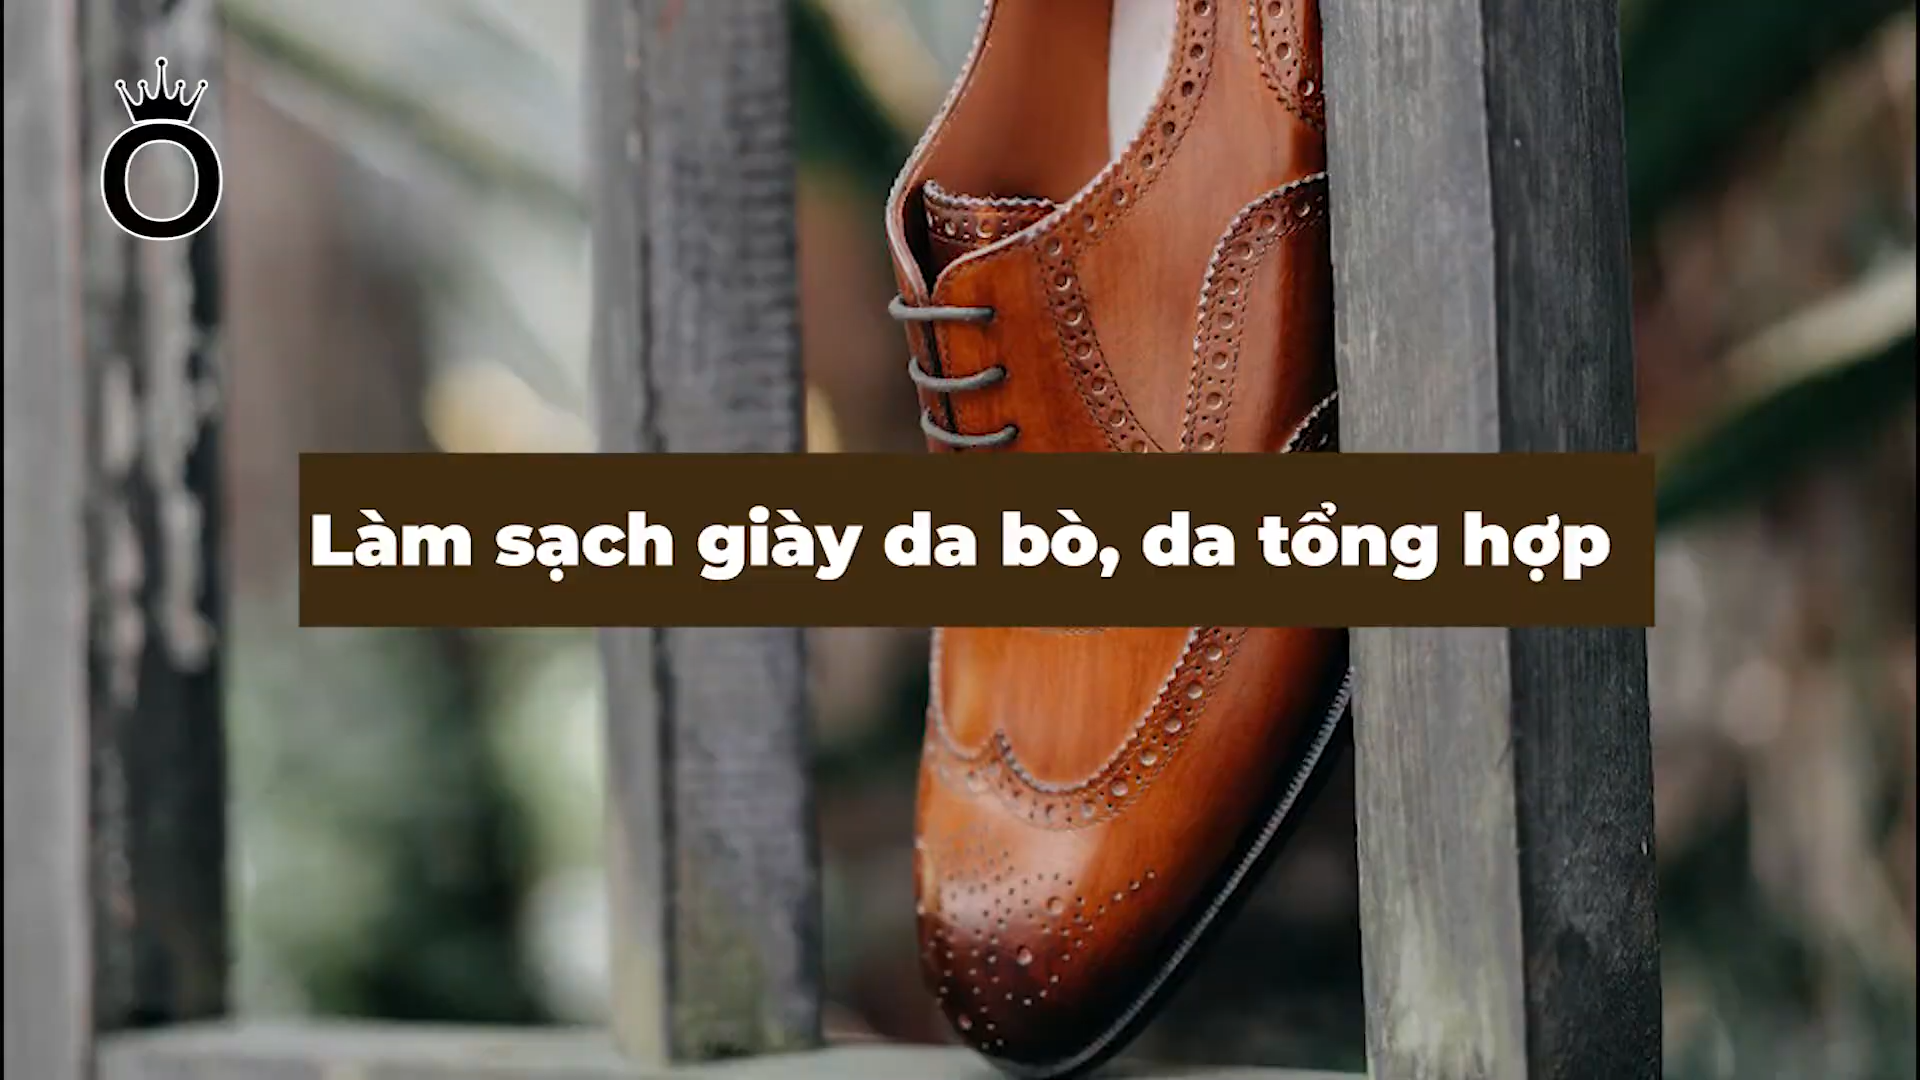 O
Làm sạch giày da bò, da tổng hợp